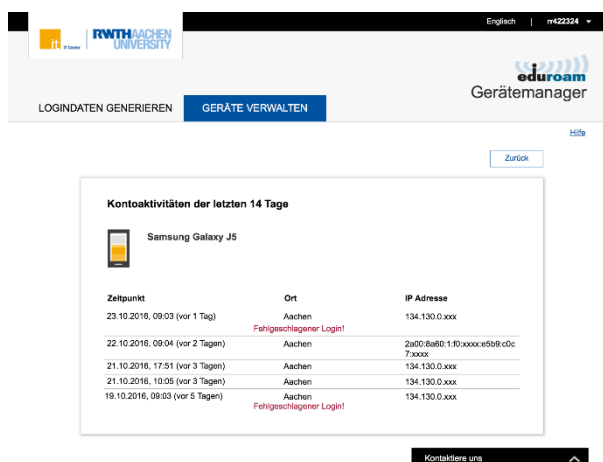 Englisch | rr422324
it IT Center
RWTHAACHEN
UNIVERSITY
eduroam
Gerätemanager
LOGINDATEN GENERIEREN GERÄTE VERWALTEN
Hilfe
Zurück
Kontoaktivitäten der letzten 14 Tage
Samsung Galaxy J5
Zeitpunkt Ort IP Adresse
23.10.2016, 09:03 (vor 1 Tag) Aachen 134.130.0.xxx
Fehlgeschlagener Login!
22.10.2016, 09:04 (vor 2 Tagen) Aachen 2a00:8a60:1:f0:xxxx:e5b9:c0c
7:xxxx
21.10.2016, 17:51 (vor 3 Tagen) Aachen 134.130.0.xxx
21.10.2016, 10:05 (vor 3 Tagen) Aachen 134.130.0.xxx
19.10.2016, 09:03 (vor 5 Tagen) Aachen 134.130.0.xxx
Fehlgeschlagener Login!
Kontaktiere uns